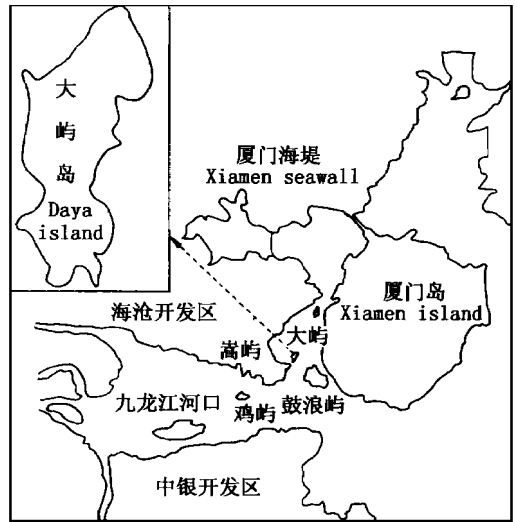 大
屿
岛
Daya
island
厦门海堤
Xiamen seawall
海沧开发区
厦门岛
Xiamen island
大屿
嵩屿
九龙江河口
鸡屿
鼓浪屿
中银开发区